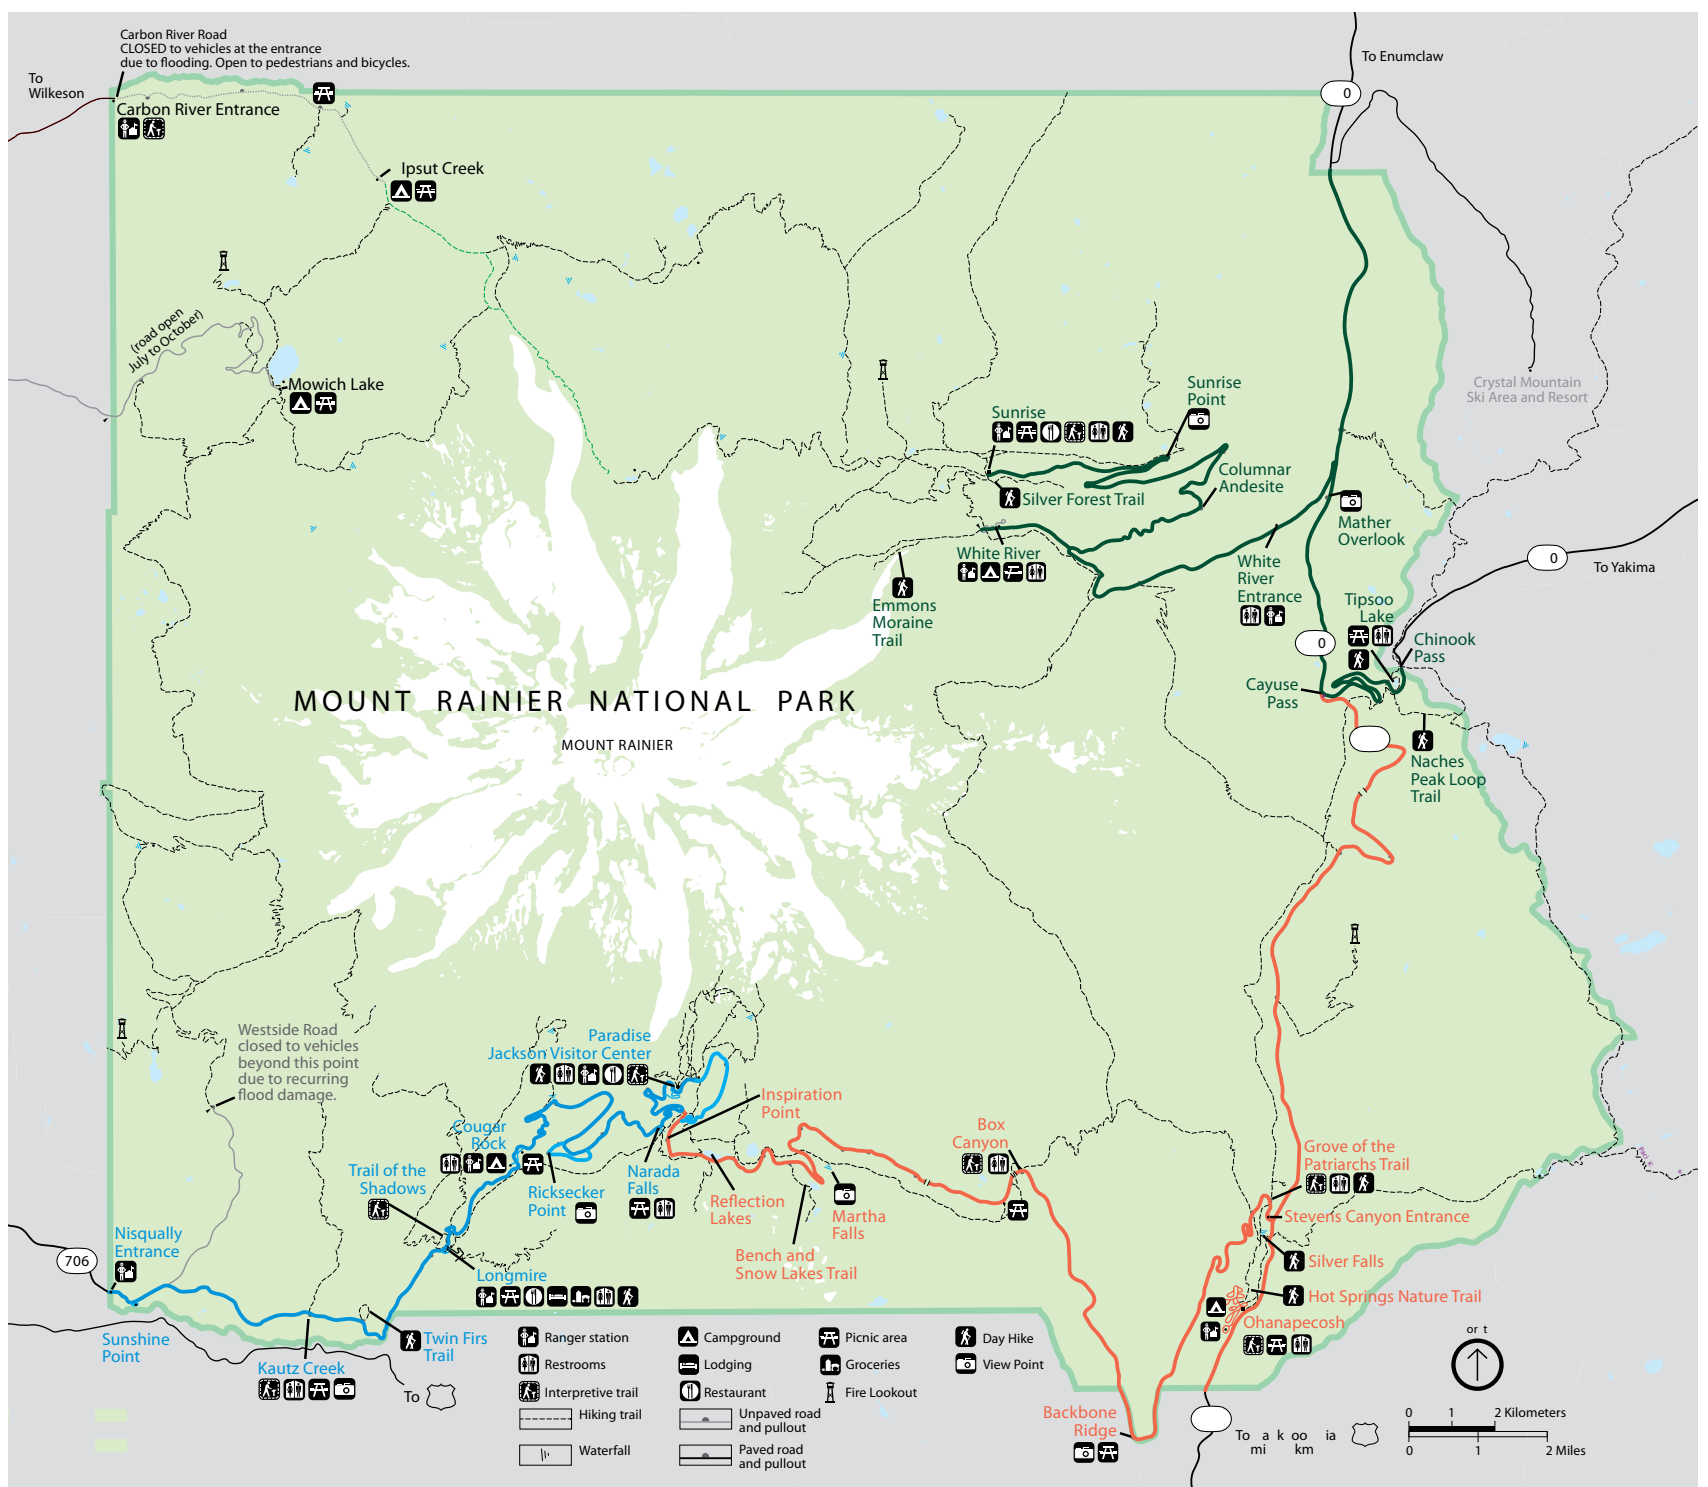 Carbon River Road
CLOSED to vehicles at the entrance
due to flooding. Open to pedestrians and bicycles.
To
Wilkeson
Carbon River Entrance
To Enumclaw
0
Ipsut Creek
(road open
July to October)
Mowich Lake
Crystal Mountain
Ski Area and Resort
Sunrise
Point
Sunrise
Columnar
Andesite
Silver Forest Trail
Mather
Overlook
White River
White
River
Entrance
0
To Yakima
Emmons
Moraine
Trail
Tipsoo
Lake
0
Chinook
Pass
Cayuse
Pass
MOUNT RAINIER NATIONAL PARK
MOUNT RAINIER
Naches
Peak Loop
Trail
Westside Road
closed to vehicles
beyond this point
due to recurring
flood damage.
Paradise
Jackson Visitor Center
Inspiration
Point
Cougar
Rock
Box
Canyon
Trail of the
Shadows
Ricksecker
Point
Narada
Falls
Reflection
Lakes
Martha
Falls
Bench and
Snow Lakes Trail
Grove of the
Patriarchs Trail
Stevens Canyon Entrance
Silver Falls
Hot Springs Nature Trail
Ohanapecosh
Nisqually
Entrance
706
Longmire
Sunshine
Point
Kautz Creek
Twin Firs
Trail
To
Backbone
Ridge
Ranger station
Campground
Picnic area
Day Hike
Restrooms
Lodging
Groceries
View Point
Interpretive trail
Restaurant
Fire Lookout
Hiking trail
Unpaved road
and pullout
Waterfall
Paved road
and pullout
or t
To a k oo ia
mi km
0 1 2 Kilometers
0 1 2 Miles